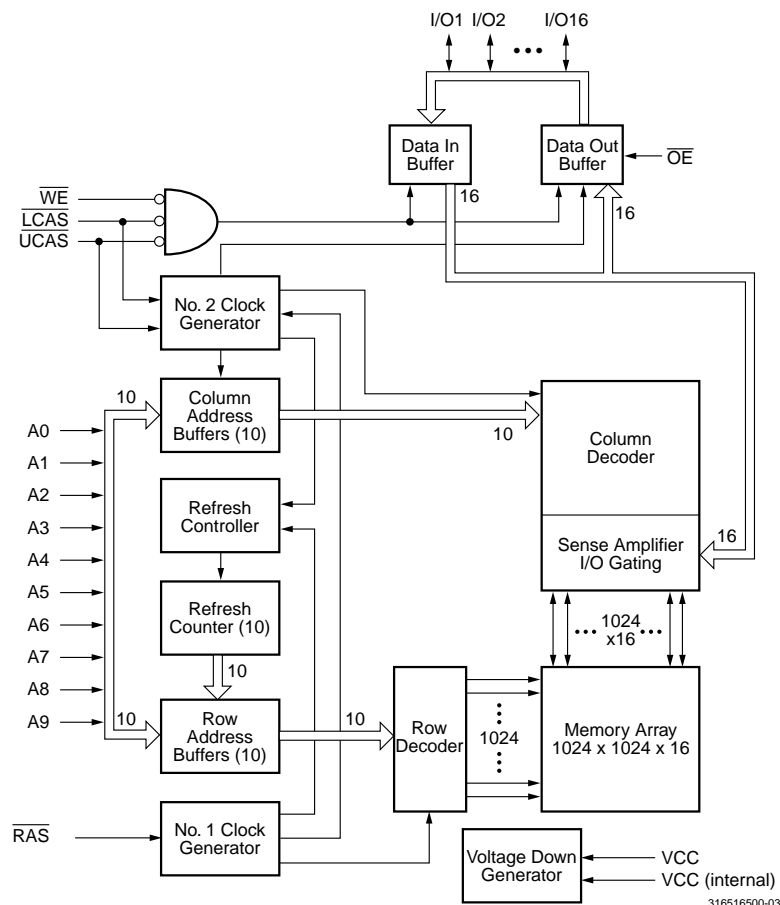 I/O1 I/O2 ••• I/O16
Data In
Buffer
Data Out
Buffer
OE
16
16
WE
LCAS
UCAS
No. 2 Clock
Generator
10
Column
Address
Buffers (10)
10
Column
Decoder
A0
A1
A2
A3
A4
A5
A6
A7
A8
A9
Refresh
Controller
Sense Amplifier
I/O Gating
16
Refresh
Counter (10)
••• 1024 •••
x16
10
10
Row
Address
Buffers (10)
10
Row
Decoder
1024
Memory Array
1024 x 1024 x 16
RAS
No. 1 Clock
Generator
Voltage Down
Generator
VCC
VCC (internal)
316516500-03